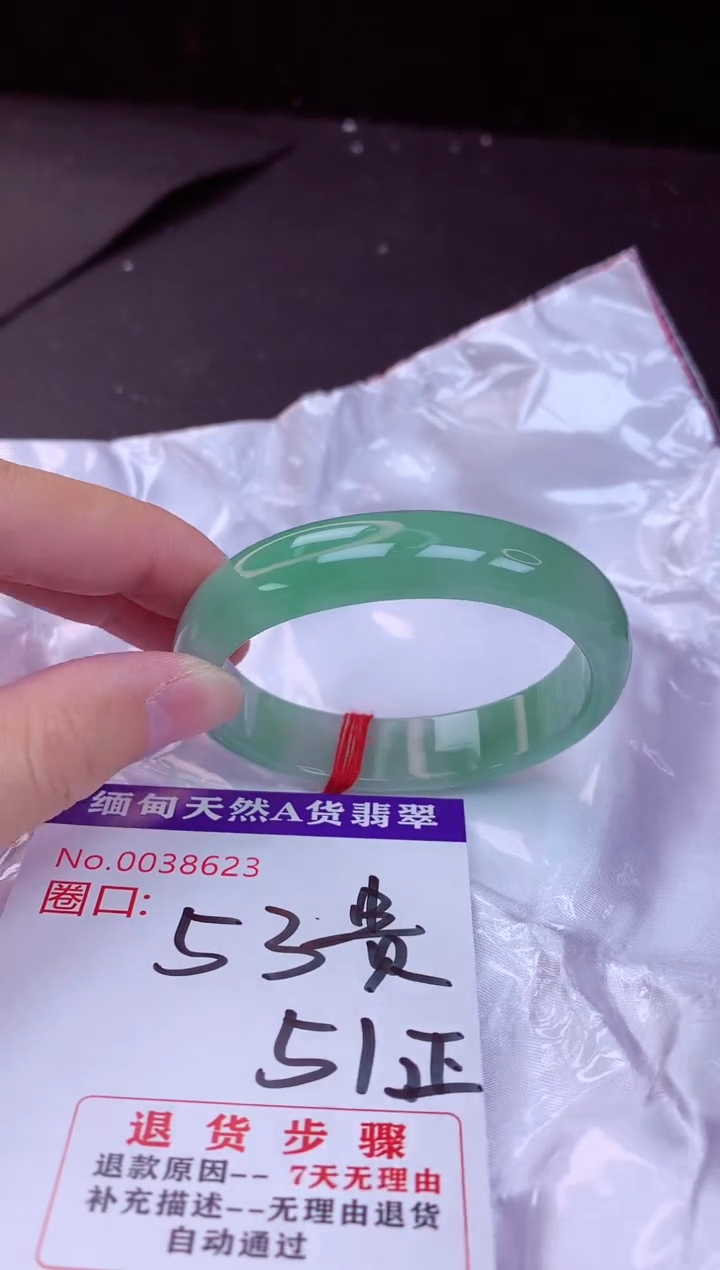 缅甸天然A货翡翠
No.0038623
圈口:
53贵
51正
退货步骤
退款原因--7天无理由
补充描述--无理由退货
自动通过